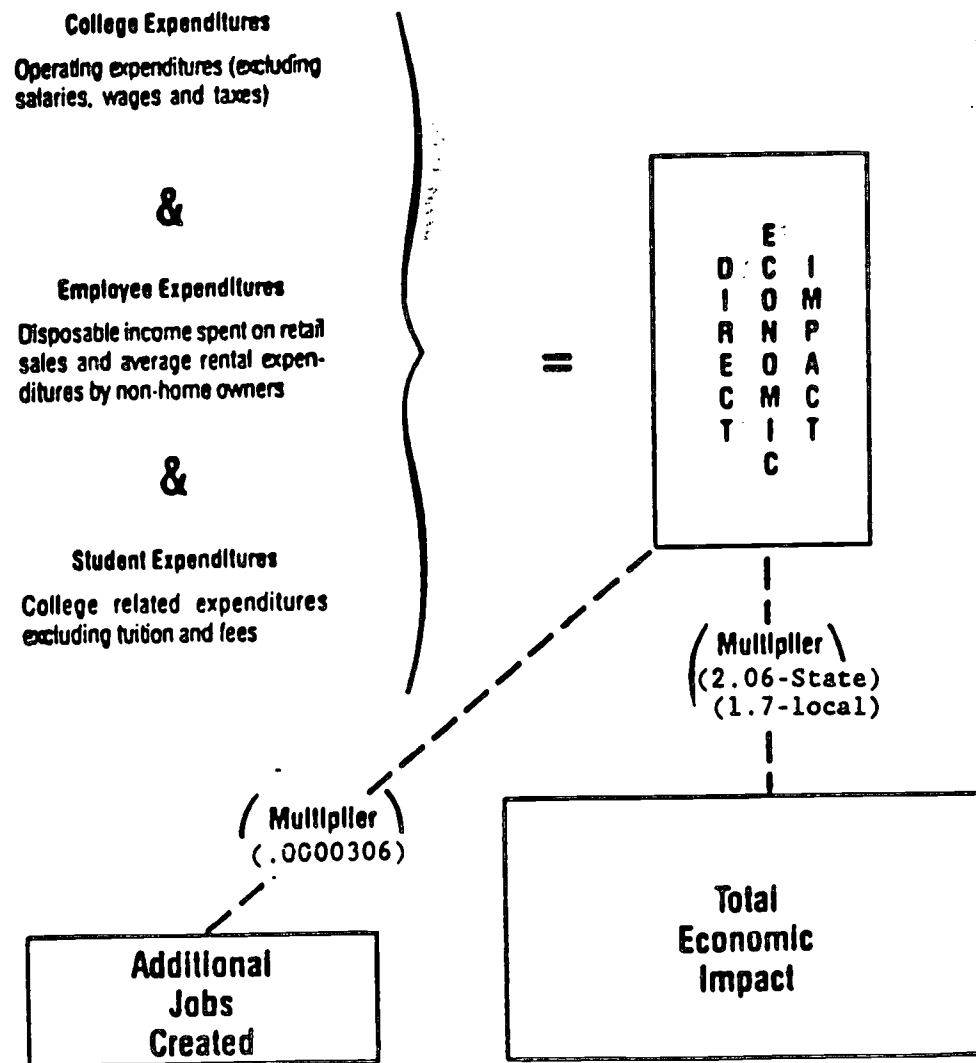 College Expenditures
Operating expenditures (excluding
salaries, wages and taxes)
&
Employee Expenditures
Disposable income spent on retail
sales and average rental expen-
ditures by non-home owners
&
Student Expenditures
College related expenditures
excluding tuition and fees
=
DIRECT
ECONOMIC
IMPACT
(Multiplier)
(2.06-State)
(1.7-local)
(Multiplier)
(.0000306)
Total
Economic
Impact
Additional
Jobs
Created